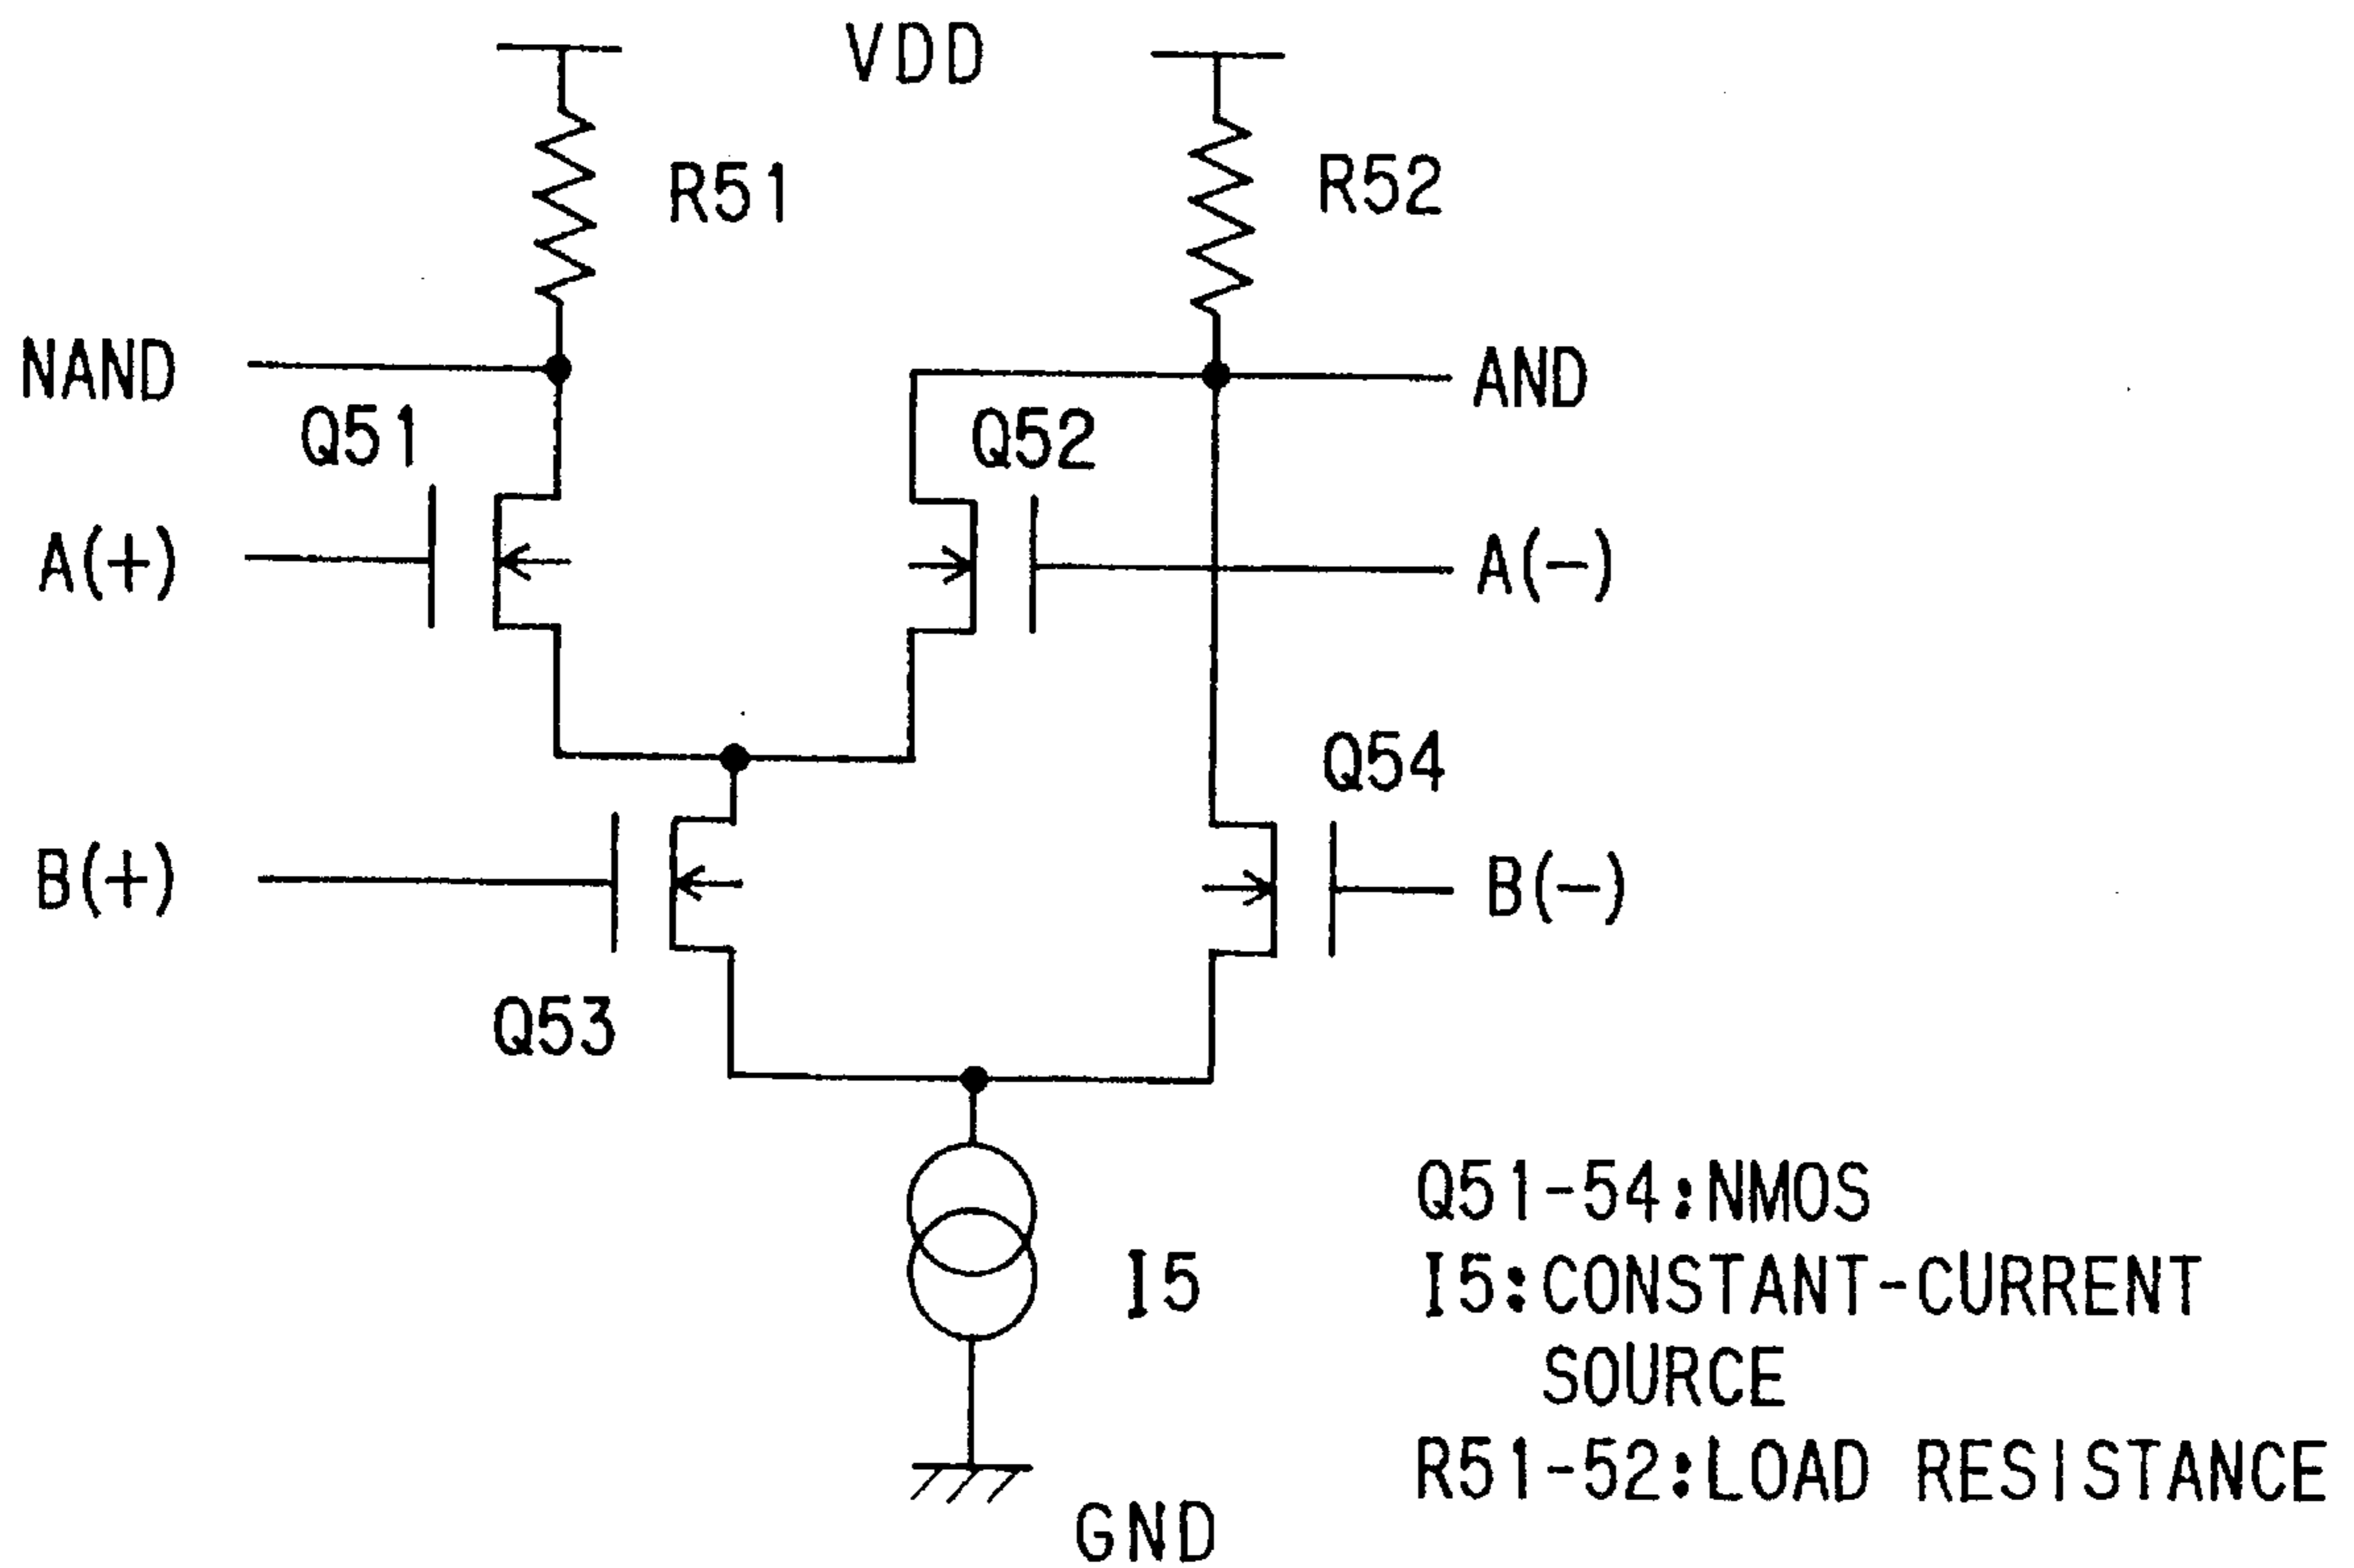 VDD
R51
R52
NAND
AND
Q51
Q52
A(+)
A(−)
Q54
B(+)
B(−)
Q53
I5
GND
Q51-54:NMOS
I5:CONSTANT-CURRENT
SOURCE
R51-52:LOAD RESISTANCE